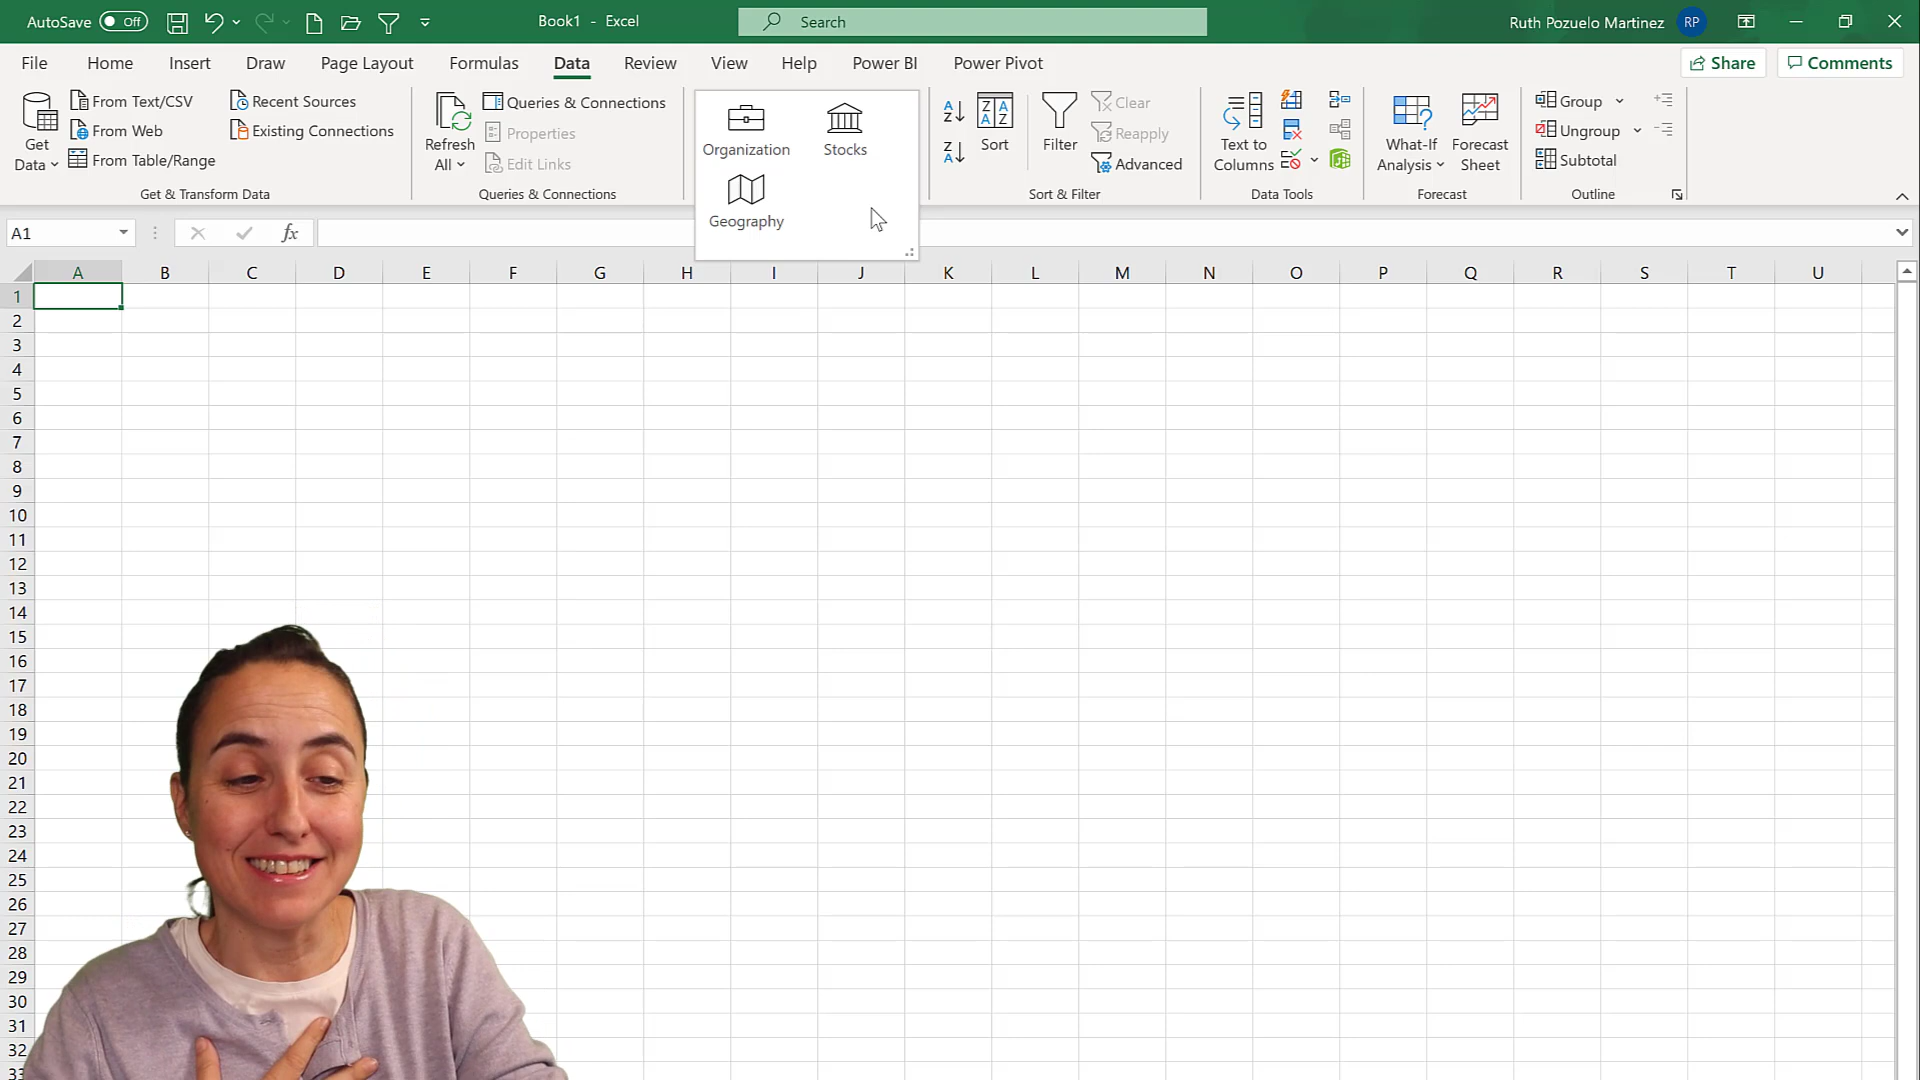 AutoSave Off Book1 - Excel Search Ruth Pozuelo Martinez RP
File Home Insert Draw Page Layout Formulas Data Review View Help Power BI Power Pivot Share Comments
Get Data
From Text/CSV
From Web
From Table/Range
Recent Sources
Existing Connections
Get & Transform Data
Refresh All
Queries & Connections
Properties
Edit Links
Queries & Connections
Organization
Stocks
Geography
A Z
Z A
Z A A Z
Sort
Filter
Clear
Reapply
Advanced
Sort & Filter
Text to Columns
Data Tools
What-If Analysis
Forecast Sheet
Forecast
Group
Ungroup
Subtotal
Outline
A1 fx
A B C D E F G H I J K L M N O P Q R S T U
1
2
3
4
5
6
7
8
9
10
11
12
13
14
15
16
17
18
19
20
21
22
23
24
25
26
27
28
29
30
31
32
33